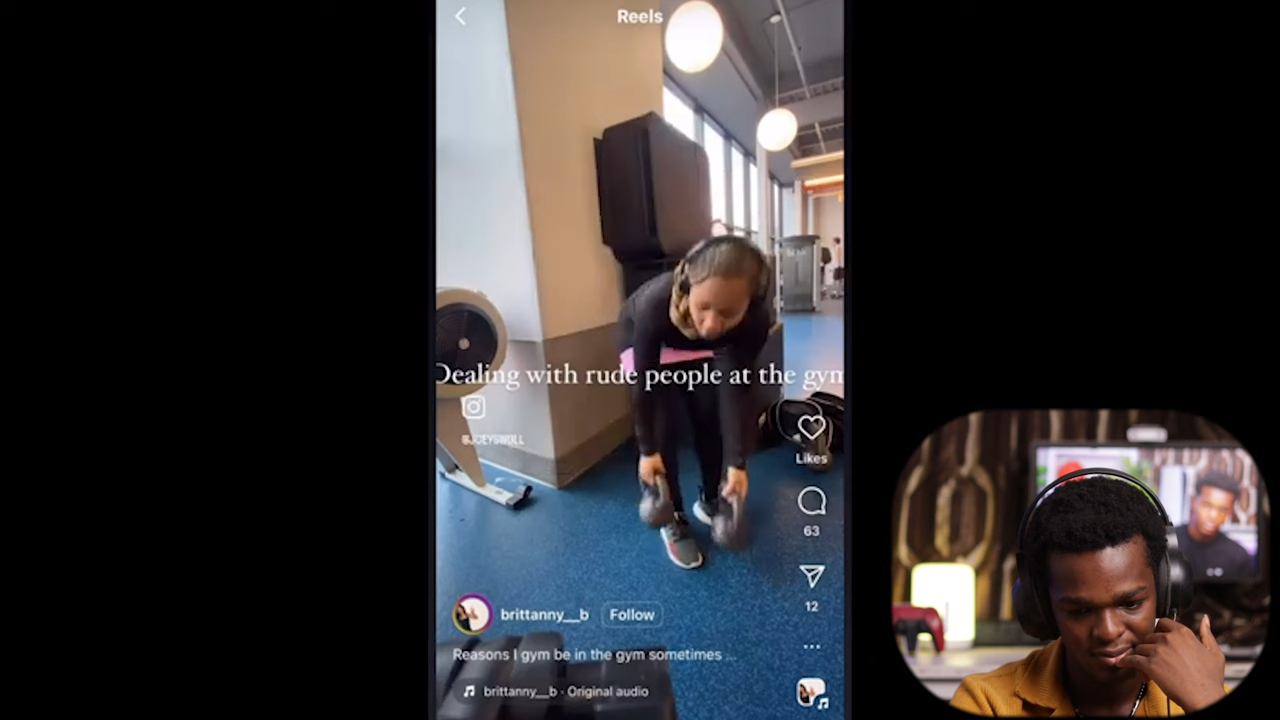 Reels
Dealing with rude people at the gym
@JOEYSWOLL
Likes
63
12
brittanny__b Follow
Reasons I gym be in the gym sometimes ...
brittanny__b · Original audio